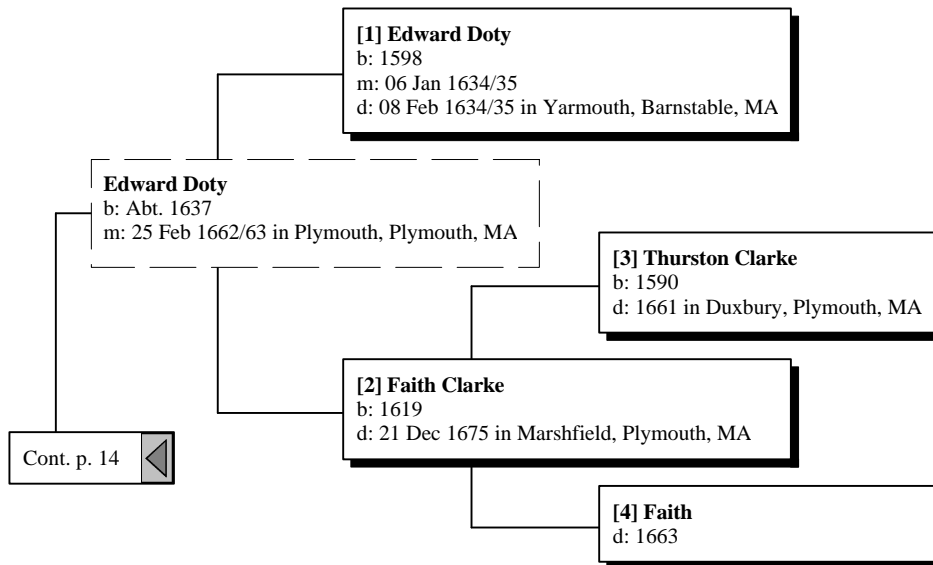 [1] Edward Doty
b: 1598
m: 06 Jan 1634/35
d: 08 Feb 1634/35 in Yarmouth, Barnstable, MA
Edward Doty
b: Abt. 1637
m: 25 Feb 1662/63 in Plymouth, Plymouth, MA
[3] Thurston Clarke
b: 1590
d: 1661 in Duxbury, Plymouth, MA
[2] Faith Clarke
b: 1619
d: 21 Dec 1675 in Marshfield, Plymouth, MA
Cont. p. 14
[4] Faith
d: 1663